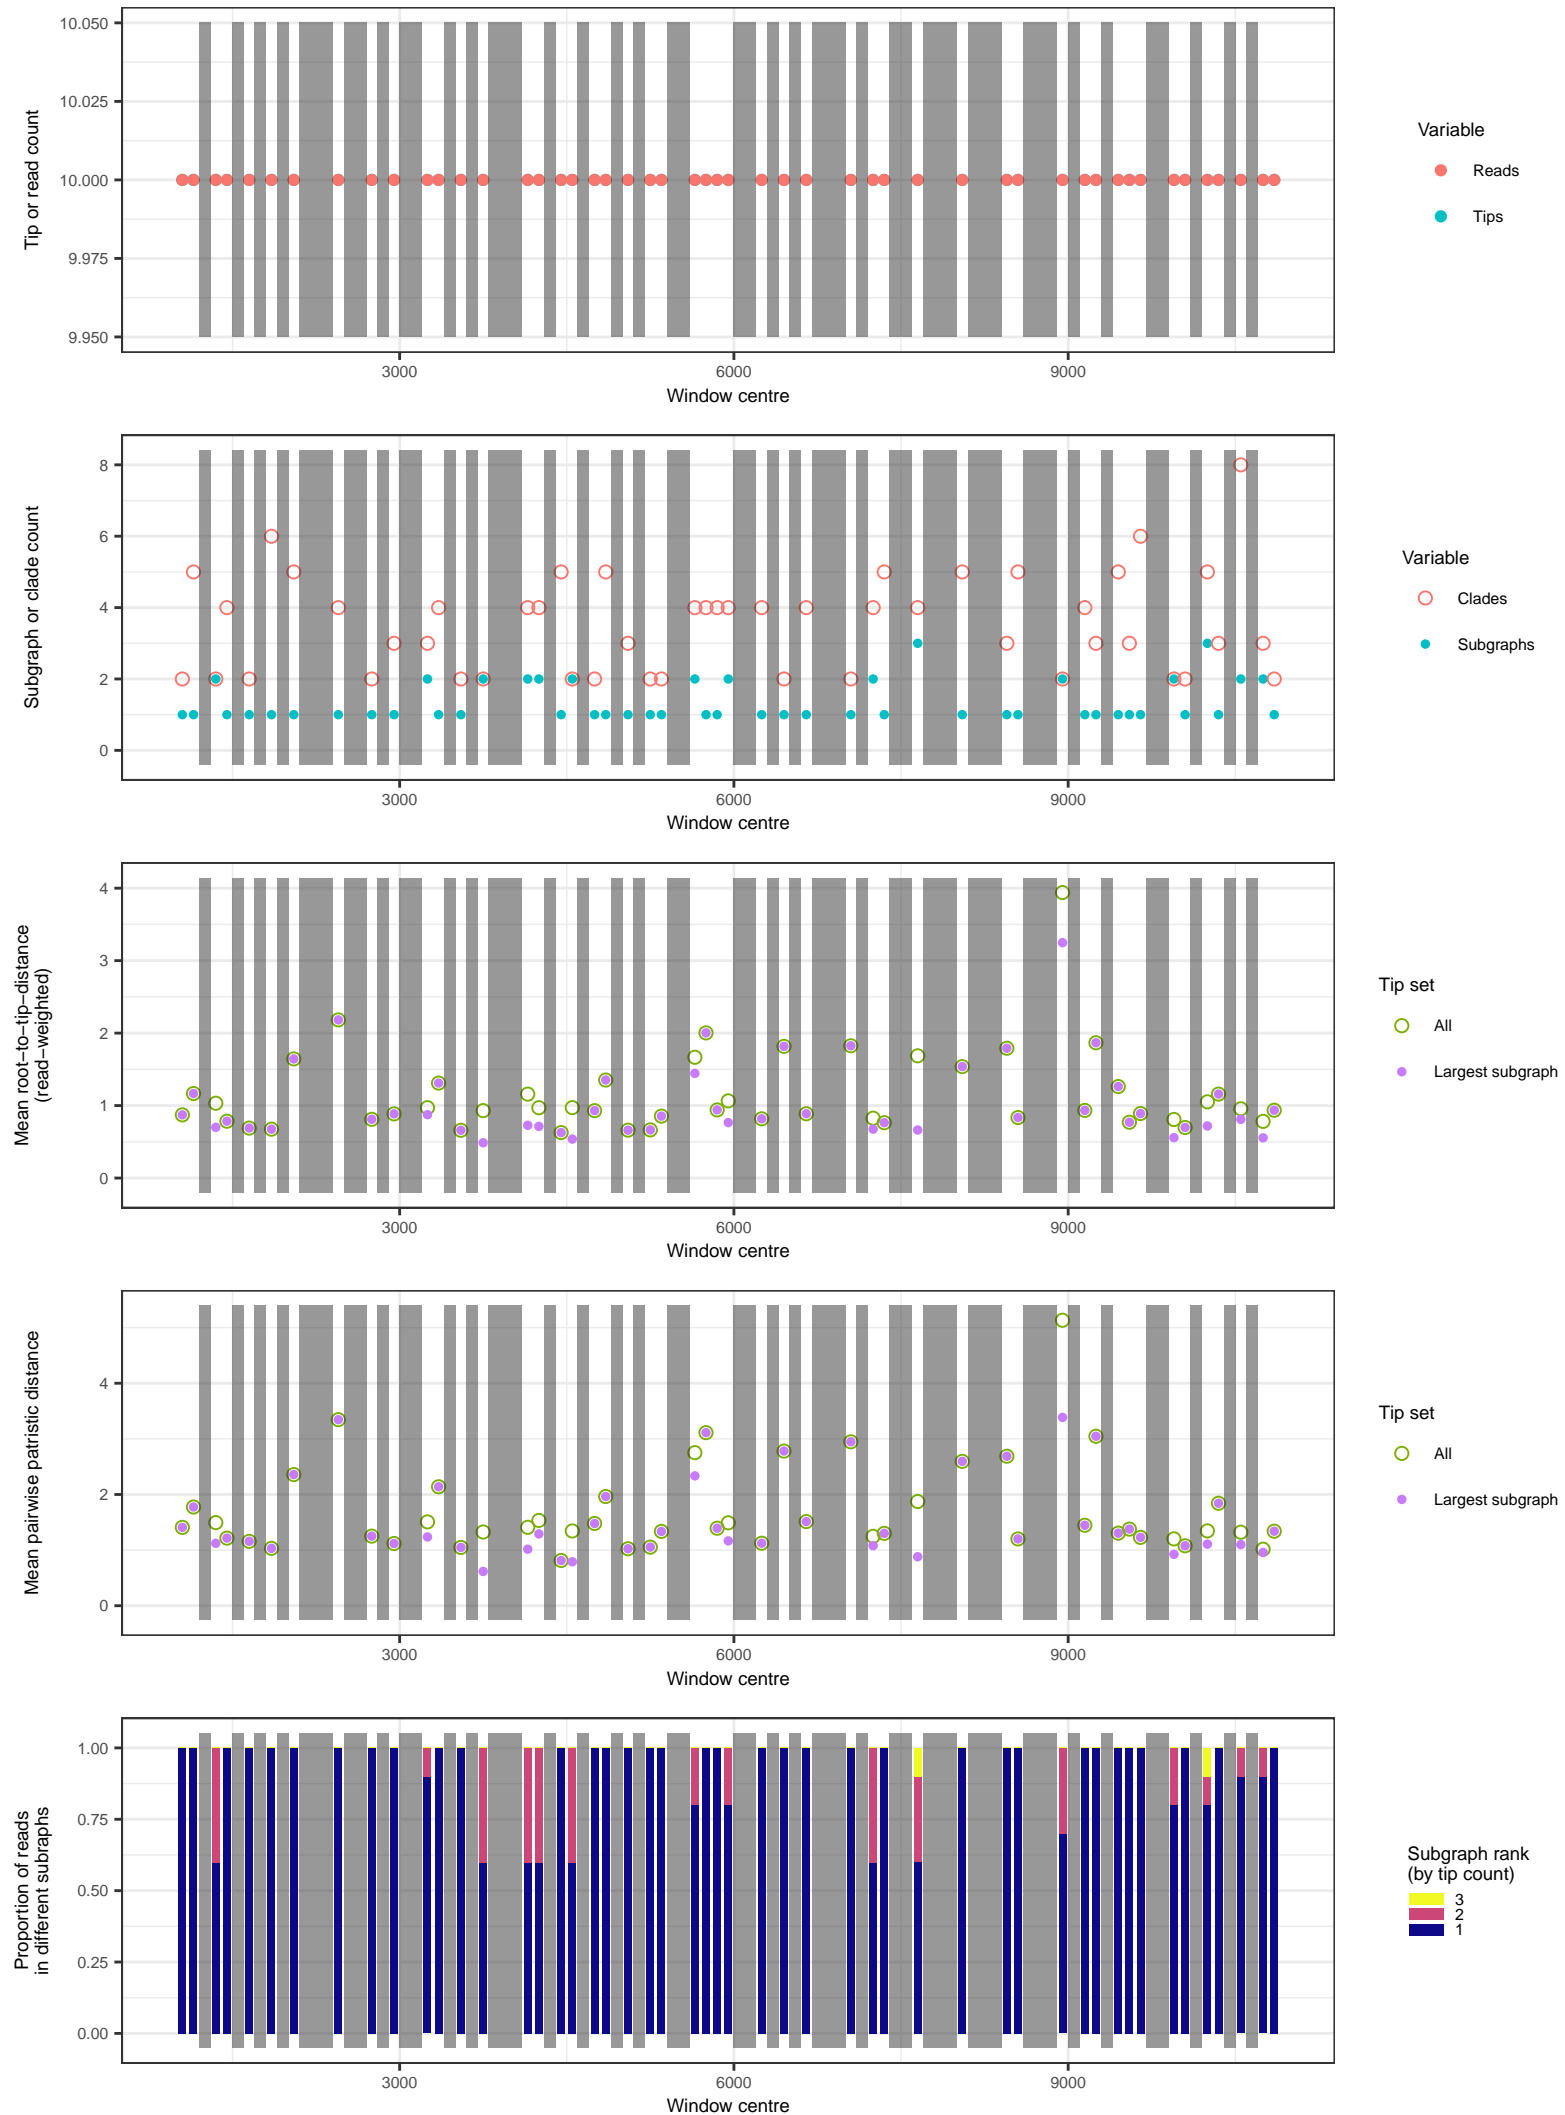 10.050
10.025
10.000
9.975
9.950
Tip or read count
3000
6000
9000
Window centre
Variable
Reads
Tips
8
6
4
2
0
Subgraph or clade count
3000
6000
9000
Window centre
Variable
Clades
Subgraphs
4
3
2
1
0
Mean root−to−tip−distance
(read−weighted)
3000
6000
9000
Window centre
Tip set
All
Largest subgraph
4
2
0
Mean pairwise patristic distance
3000
6000
9000
Window centre
Tip set
All
Largest subgraph
1.00
0.75
0.50
0.25
0.00
Proportion of reads
in different subraphs
3000
6000
9000
Window centre
Subgraph rank
(by tip count)
3
2
1